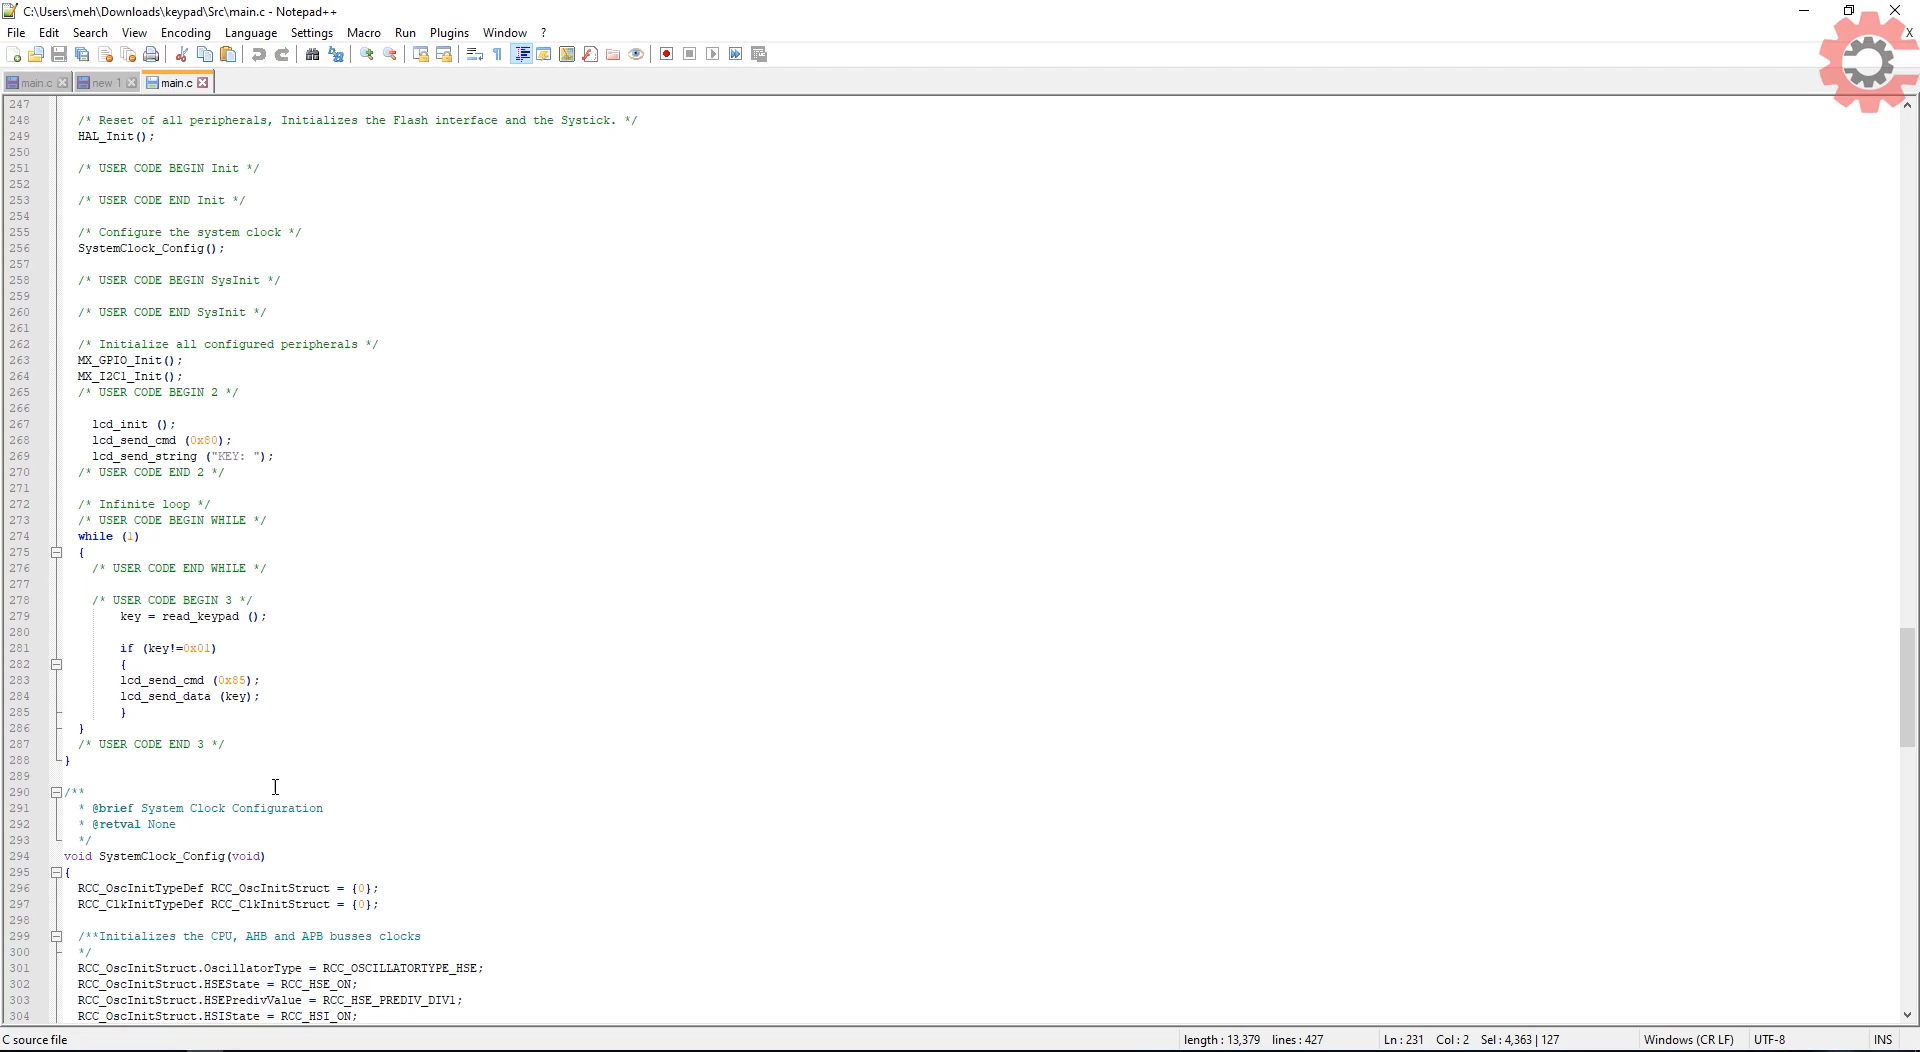 C:\Users\meh\Downloads\keypad\Src\main.c - Notepad++
File Edit Search View Encoding Language Settings Macro Run Plugins Window ? X
main.c new 1 main.c
247
248 /* Reset of all peripherals, Initializes the Flash interface and the Systick. */
249 HAL_Init();
250
251 /* USER CODE BEGIN Init */
252
253 /* USER CODE END Init */
254
255 /* Configure the system clock */
256 SystemClock_Config();
257
258 /* USER CODE BEGIN SysInit */
259
260 /* USER CODE END SysInit */
261
262 /* Initialize all configured peripherals */
263 MX_GPIO_Init();
264 MX_I2C1_Init();
265 /* USER CODE BEGIN 2 */
266
267 lcd_init ();
268 lcd_send_cmd (0x80);
269 lcd_send_string ("KEY: ");
270 /* USER CODE END 2 */
271
272 /* Infinite loop */
273 /* USER CODE BEGIN WHILE */
274 while (1)
275 {
276 /* USER CODE END WHILE */
277
278 /* USER CODE BEGIN 3 */
279 key = read_keypad ();
280
281 if (key!=0x01)
282 {
283 lcd_send_cmd (0x85);
284 lcd_send_data (key);
285 }
286 }
287 /* USER CODE END 3 */
288 }
289
290 /**
291 * @brief System Clock Configuration
292 * @retval None
293 */
294 void SystemClock_Config(void)
295 {
296 RCC_OscInitTypeDef RCC_OscInitStruct = {0};
297 RCC_ClkInitTypeDef RCC_ClkInitStruct = {0};
298
299 /**Initializes the CPU, AHB and APB busses clocks
300 */
301 RCC_OscInitStruct.OscillatorType = RCC_OSCILLATORTYPE_HSE;
302 RCC_OscInitStruct.HSEState = RCC_HSE_ON;
303 RCC_OscInitStruct.HSEPredivValue = RCC_HSE_PREDIV_DIV1;
304 RCC_OscInitStruct.HSIState = RCC_HSI_ON;
C source file length : 13,379 lines : 427 Ln : 231 Col : 2 Sel : 4,363 | 127 Windows (CR LF) UTF-8 INS